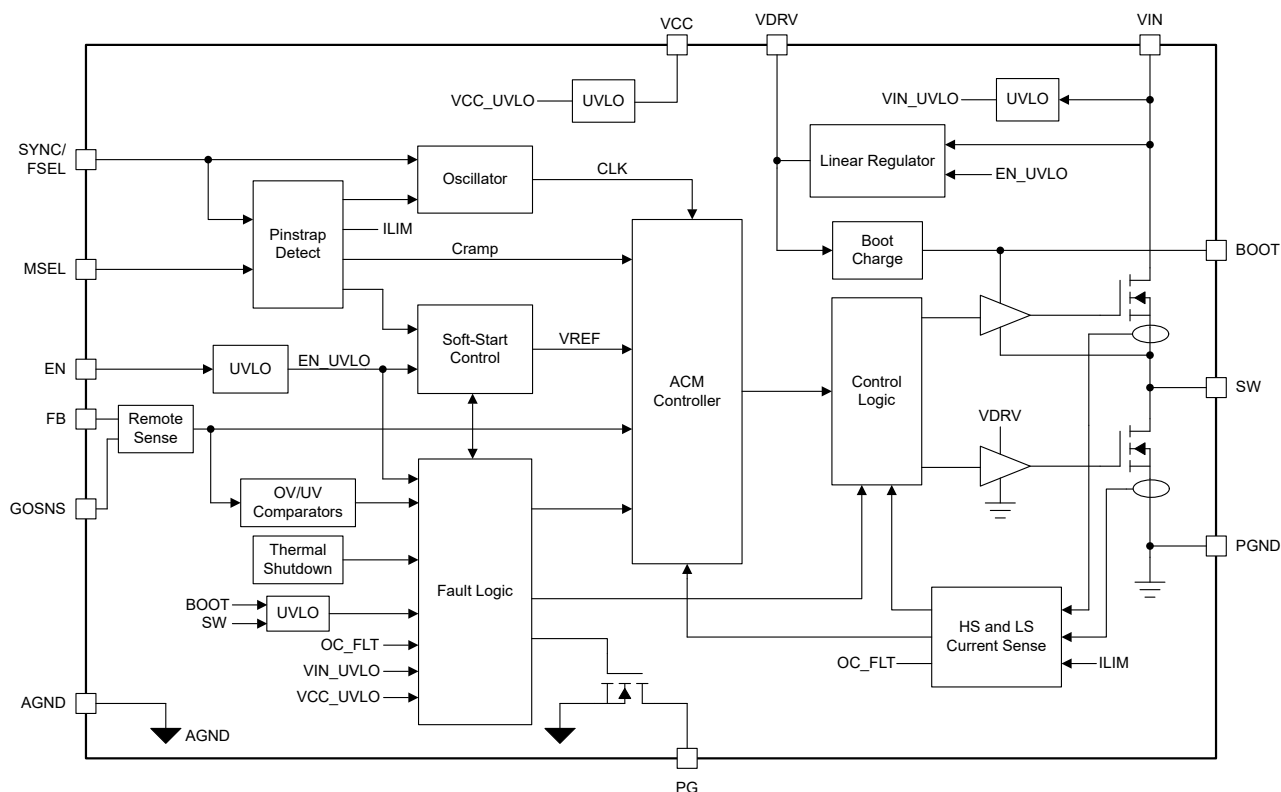 VCC
VDRV
VIN
VCC_UVLO
UVLO
VIN_UVLO
UVLO
SYNC/
FSEL
Oscillator
CLK
Linear Regulator
EN_UVLO
Pinstrap
Detect
ILIM
Cramp
MSEL
Boot
Charge
BOOT
Soft-Start
Control
VREF
EN
UVLO
EN_UVLO
ACM
Controller
Control
Logic
SW
FB
Remote
Sense
VDRV
GOSNS
OV/UV
Comparators
Thermal
Shutdown
Fault Logic
PGND
BOOT
SW
UVLO
OC_FLT
VIN_UVLO
VCC_UVLO
HS and LS
Current Sense
OC_FLT
ILIM
AGND
AGND
PG